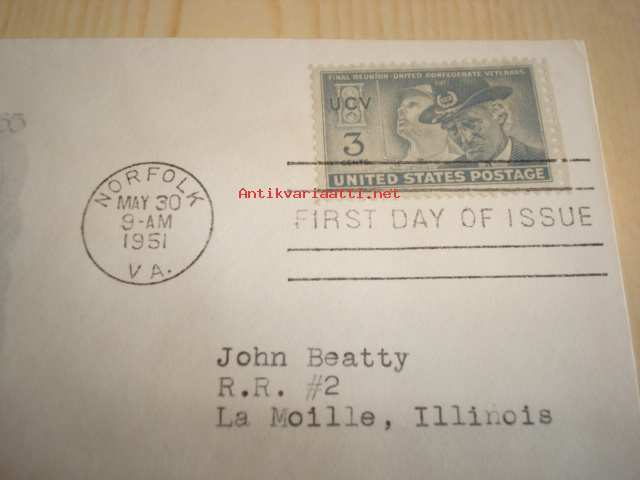 FINAL REUNION · UNITED CONFEDERATE VETERANS
UCV
3
CENTS
UNITED STATES POSTAGE
NORFOLK
MAY 30
9-AM
1951
VA.
Antikvariaatti.net
FIRST DAY OF ISSUE
John Beatty
R.R. #2
La Moille, Illinois